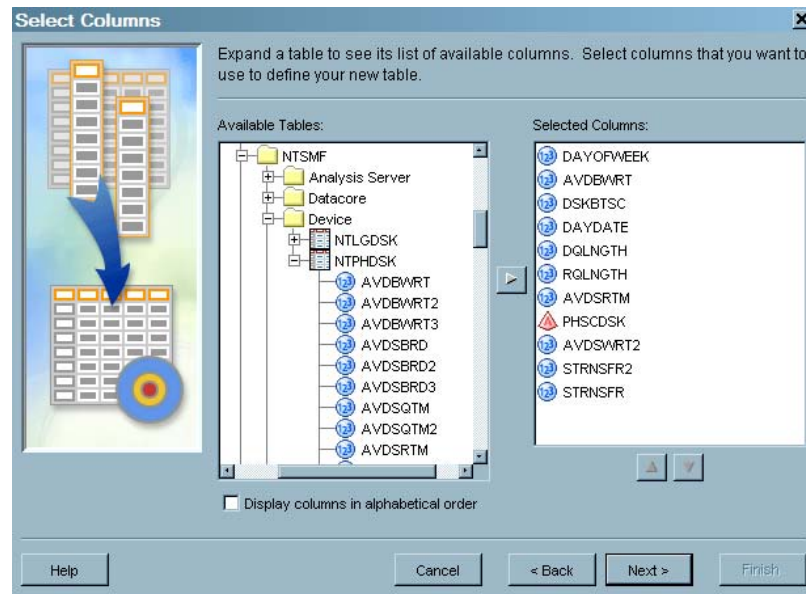 Select Columns
Expand a table to see its list of available columns. Select columns that you want to
use to define your new table.
Available Tables:
NTSMF
Analysis Server
Datacore
Device
NTLGDSK
NTPHDSK
AVDBWRT
AVDBWRT2
AVDBWRT3
AVDSBRD
AVDSBRD2
AVDSBRD3
AVDSQTM
AVDSQTM2
AVDSRTM
Display columns in alphabetical order
Selected Columns:
DAYOFWEEK
AVDBWRT
DSKBTSC
DAYDATE
DQLNGTH
RQLNGTH
AVDSRTM
PHSCDSK
AVDSWRT2
STRNSFR2
STRNSFR
Help
Cancel
< Back
Next >
Finish